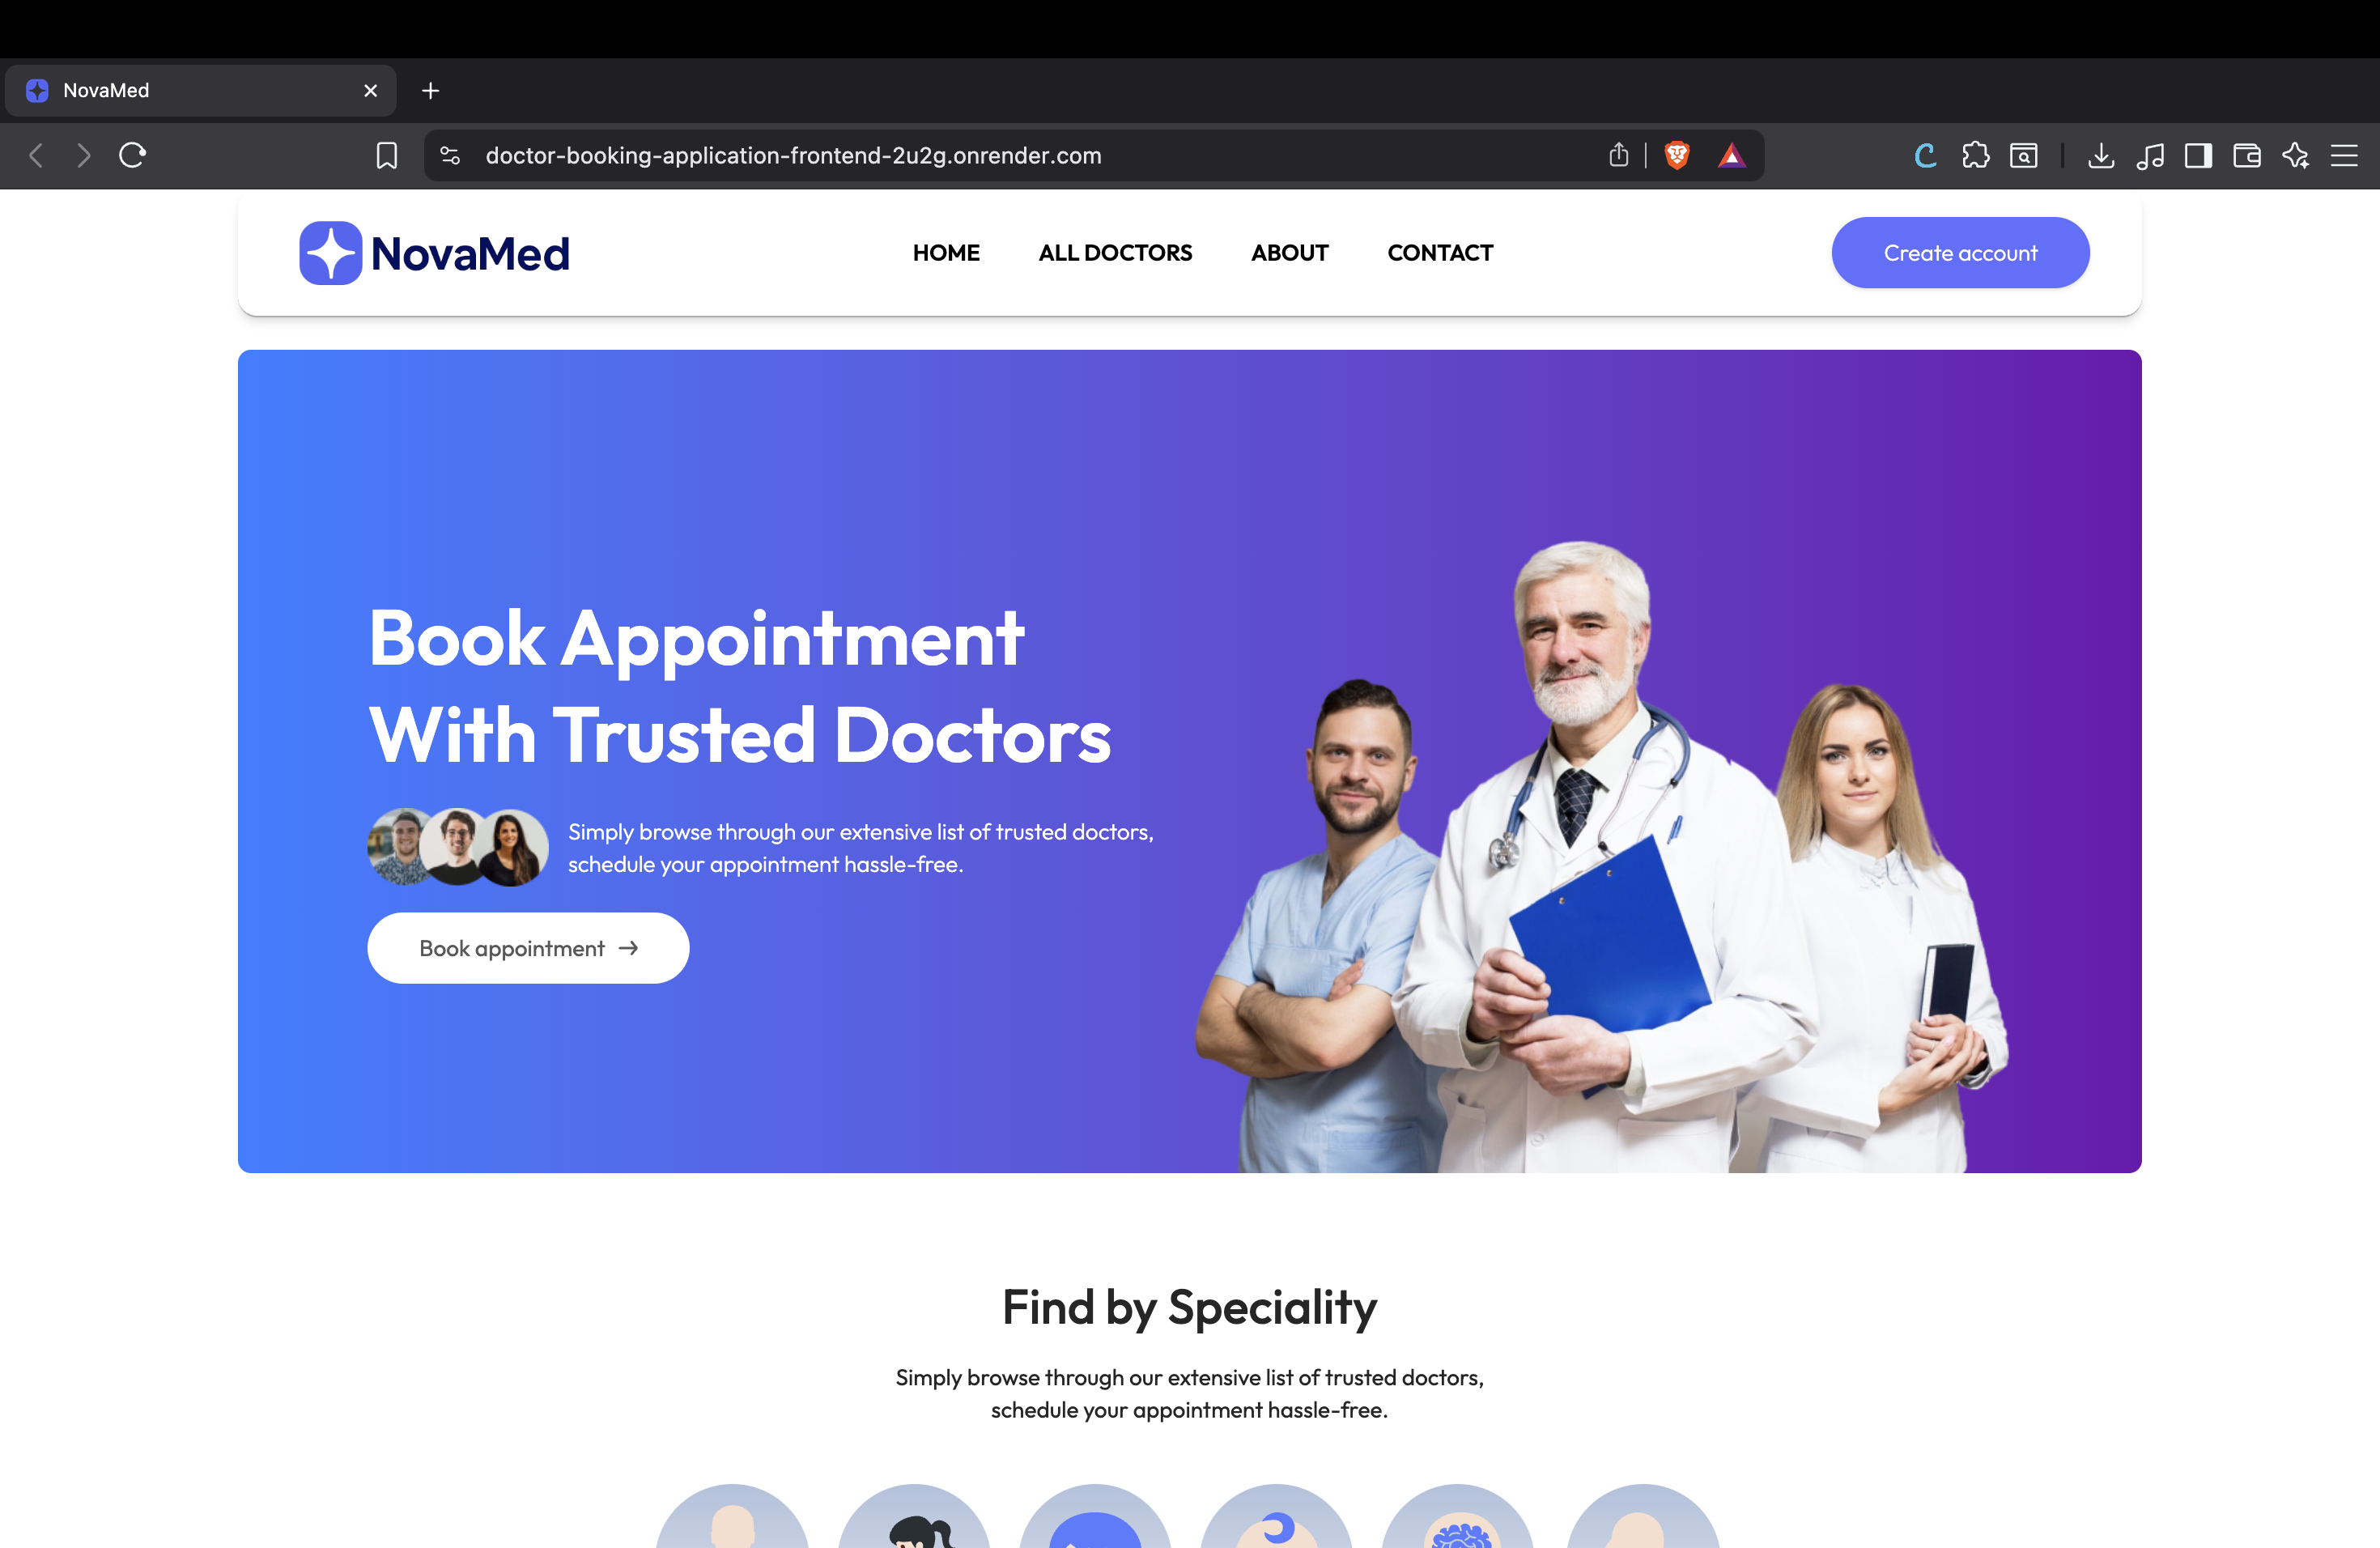 NovaMed
doctor-booking-application-frontend-2u2g.onrender.com
NovaMed
HOME
ALL DOCTORS
ABOUT
CONTACT
Create account
Book Appointment
With Trusted Doctors
Simply browse through our extensive list of trusted doctors,
schedule your appointment hassle-free.
Book appointment →
Find by Speciality
Simply browse through our extensive list of trusted doctors,
schedule your appointment hassle-free.